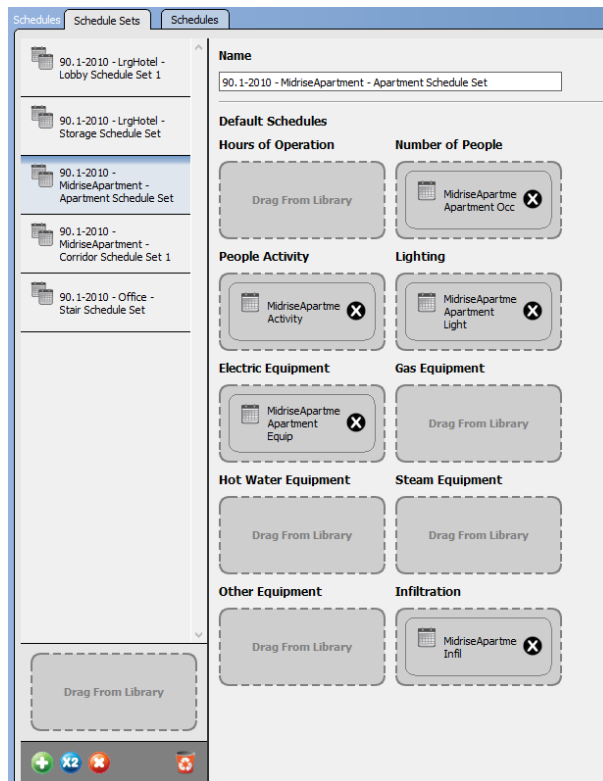 Schedules
Schedule Sets
Schedules
90.1-2010 - LrgHotel -
Lobby Schedule Set 1
90.1-2010 - LrgHotel -
Storage Schedule Set
90.1-2010 -
MidriseApartment -
Apartment Schedule Set
90.1-2010 -
MidriseApartment -
Corridor Schedule Set 1
90.1-2010 - Office -
Stair Schedule Set
Drag From Library
X2
Name
90.1-2010 - MidriseApartment - Apartment Schedule Set
Default Schedules
Hours of Operation
Number of People
Drag From Library
MidriseApartme
Apartment Occ
People Activity
Lighting
MidriseApartme
Activity
MidriseApartme
Apartment
Light
Electric Equipment
Gas Equipment
MidriseApartme
Apartment
Equip
Drag From Library
Hot Water Equipment
Steam Equipment
Drag From Library
Drag From Library
Other Equipment
Infiltration
Drag From Library
MidriseApartme
Infil